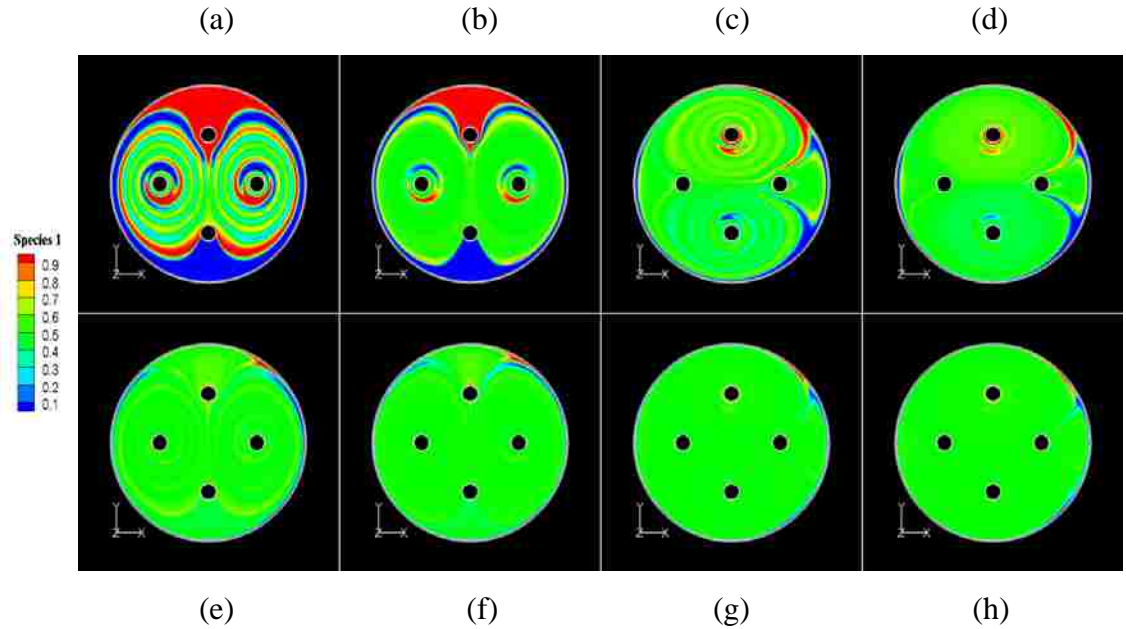 (a) (b) (c) (d)
Species 1
0.9
0.8
0.7
0.6
0.5
0.4
0.3
0.2
0.1
Y
Z X
Y
Z X
Y
Z X
Y
Z X
Y
Z X
Y
Z X
Y
Z X
Y
Z X
(e) (f) (g) (h)